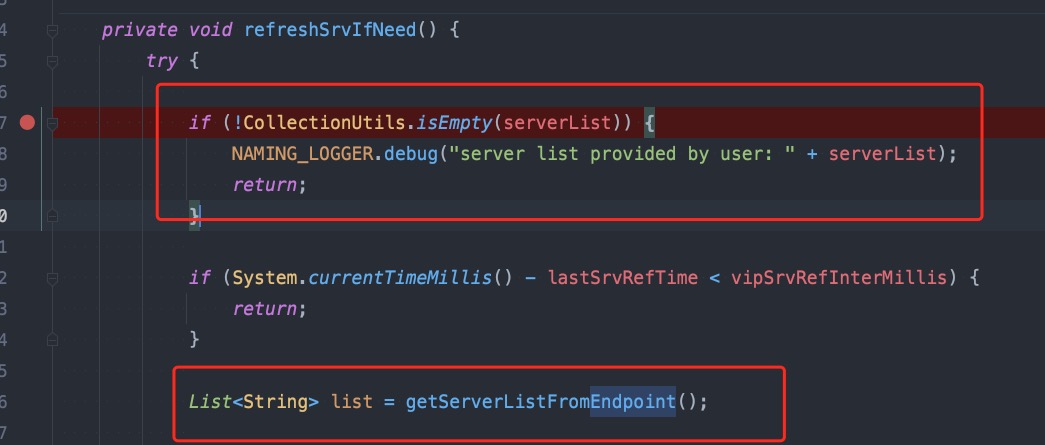 4 private void refreshSrvIfNeed() {
5 try {
6
7 if (!CollectionUtils.isEmpty(serverList)) {
8 NAMING_LOGGER.debug("server list provided by user: " + serverList);
9 return;
0 }
1
2 if (System.currentTimeMillis() - lastSrvRefTime < vipSrvRefInterMillis) {
3 return;
4 }
5
6 List<String> list = getServerListFromEndpoint();
7